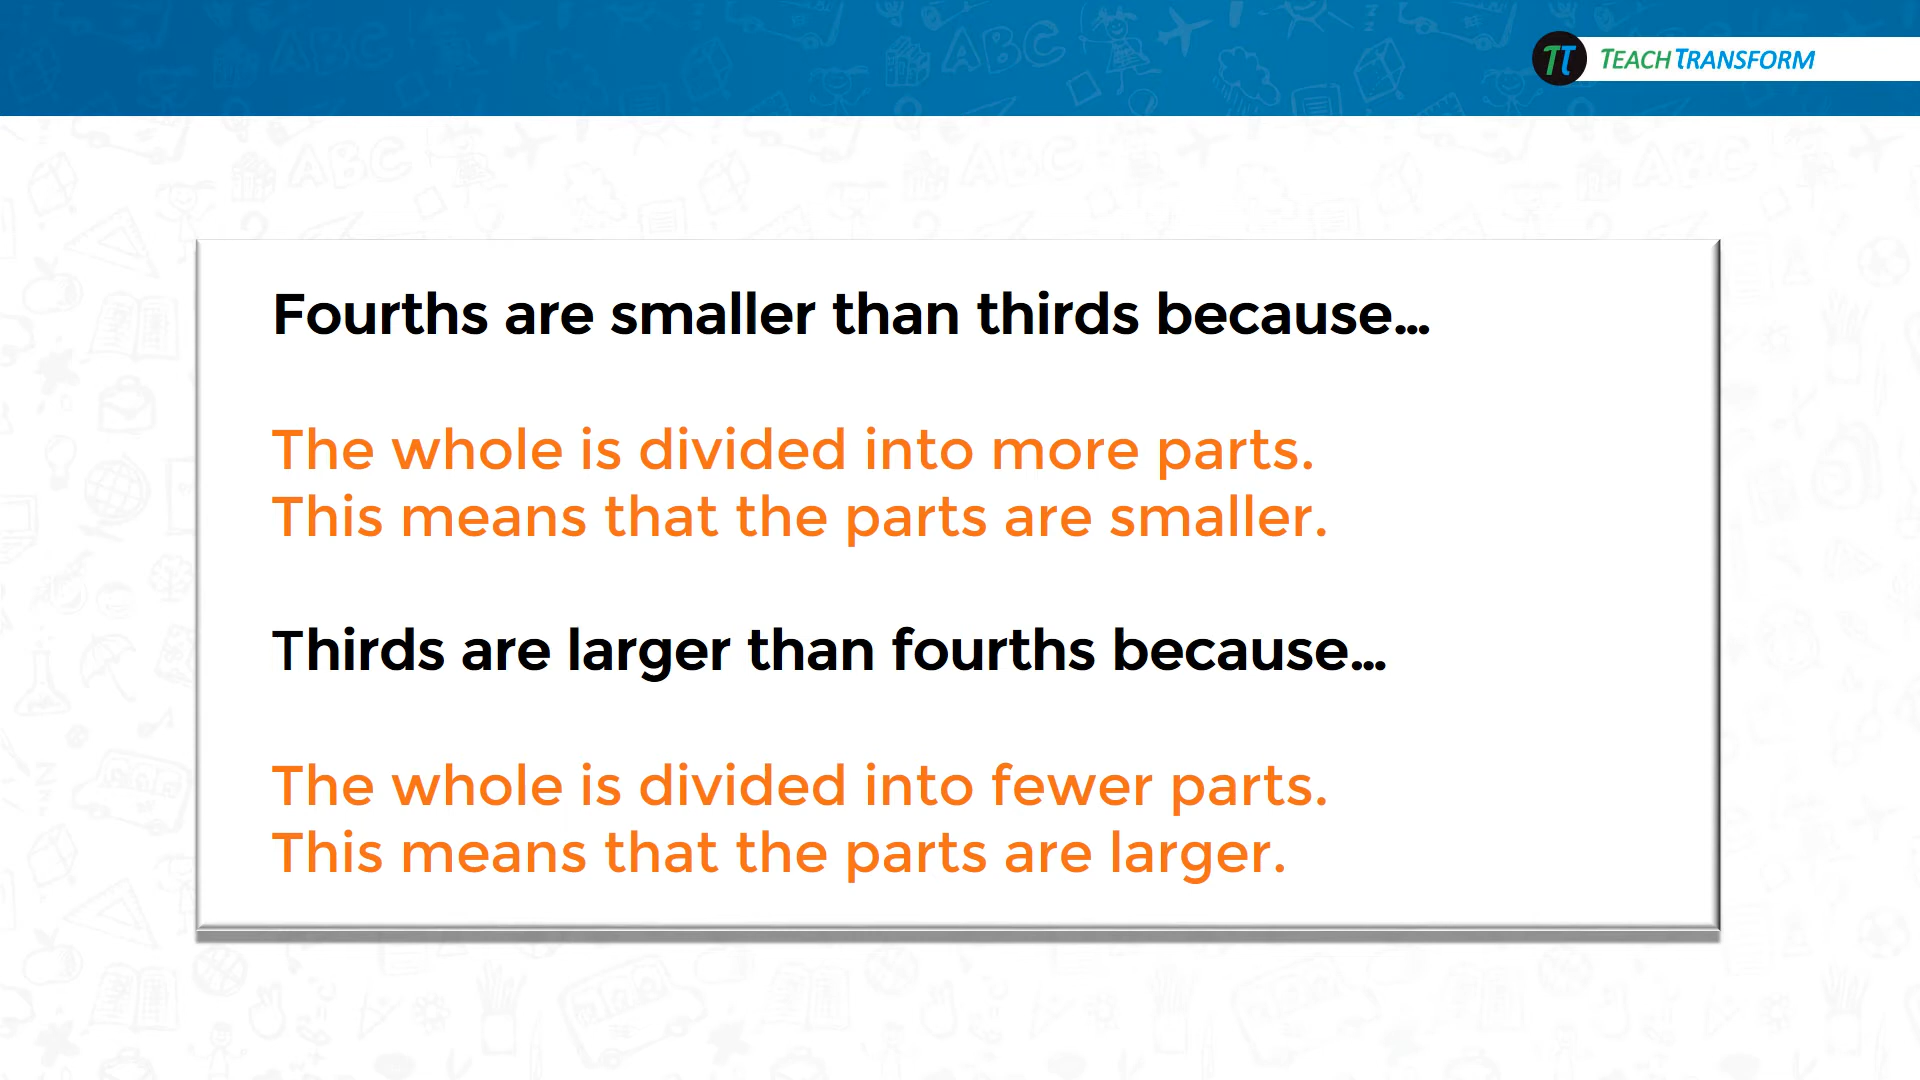 TEACH TRANSFORM
Fourths are smaller than thirds because...
The whole is divided into more parts.
This means that the parts are smaller.
Thirds are larger than fourths because...
The whole is divided into fewer parts.
This means that the parts are larger.